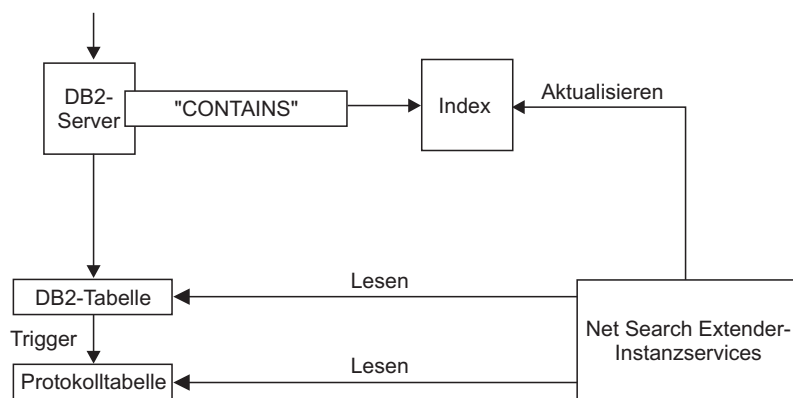 DB2-
Server
"CONTAINS"
Index
Aktualisieren
DB2-Tabelle
Lesen
Trigger
Net Search Extender-
Instanzservices
Protokolltabelle
Lesen